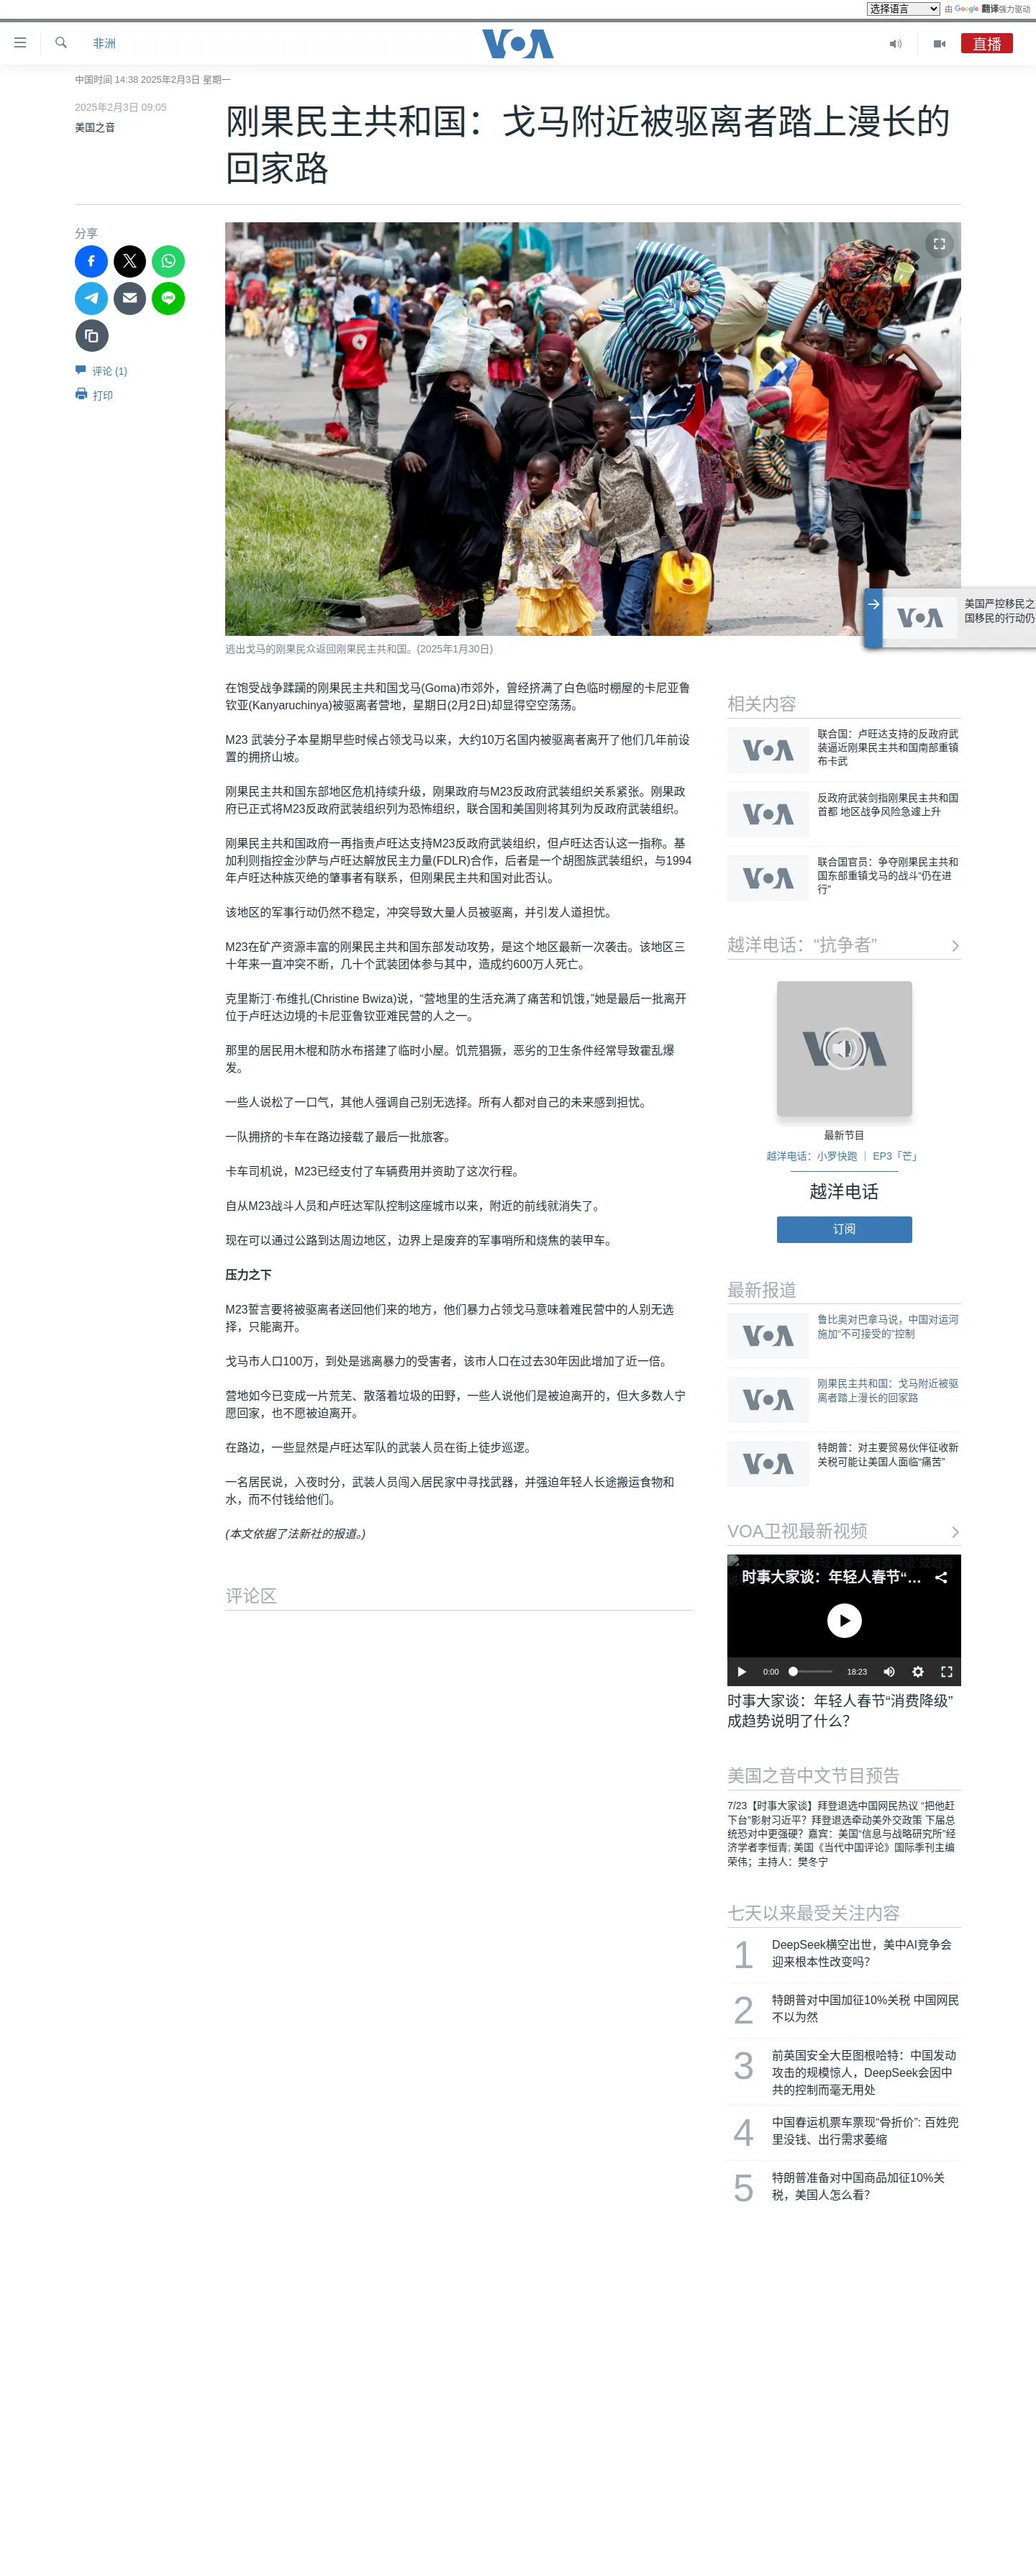 选择语言 由 Google 翻译强力驱动
非洲 VOA 直播
中国时间 14:38 2025年2月3日 星期一
2025年2月3日 09:05
美国之音
刚果民主共和国：戈马附近被驱离者踏上漫长的
回家路
分享
LINE
评论 (1)
打印
美国严控移民之
国移民的行动仍
VOA
逃出戈马的刚果民众返回刚果民主共和国。(2025年1月30日)
在饱受战争蹂躏的刚果民主共和国戈马(Goma)市郊外，曾经挤满了白色临时棚屋的卡尼亚鲁
钦亚(Kanyaruchinya)被驱离者营地，星期日(2月2日)却显得空空荡荡。
M23 武装分子本星期早些时候占领戈马以来，大约10万名国内被驱离者离开了他们几年前设
置的拥挤山坡。
刚果民主共和国东部地区危机持续升级，刚果政府与M23反政府武装组织关系紧张。刚果政
府已正式将M23反政府武装组织列为恐怖组织，联合国和美国则将其列为反政府武装组织。
刚果民主共和国政府一再指责卢旺达支持M23反政府武装组织，但卢旺达否认这一指称。基
加利则指控金沙萨与卢旺达解放民主力量(FDLR)合作，后者是一个胡图族武装组织，与1994
年卢旺达种族灭绝的肇事者有联系，但刚果民主共和国对此否认。
该地区的军事行动仍然不稳定，冲突导致大量人员被驱离，并引发人道担忧。
M23在矿产资源丰富的刚果民主共和国东部发动攻势，是这个地区最新一次袭击。该地区三
十年来一直冲突不断，几十个武装团体参与其中，造成约600万人死亡。
克里斯汀·布维扎(Christine Bwiza)说，“营地里的生活充满了痛苦和饥饿，”她是最后一批离开
位于卢旺达边境的卡尼亚鲁钦亚难民营的人之一。
那里的居民用木棍和防水布搭建了临时小屋。饥荒猖獗，恶劣的卫生条件经常导致霍乱爆
发。
一些人说松了一口气，其他人强调自己别无选择。所有人都对自己的未来感到担忧。
一队拥挤的卡车在路边接载了最后一批旅客。
卡车司机说，M23已经支付了车辆费用并资助了这次行程。
自从M23战斗人员和卢旺达军队控制这座城市以来，附近的前线就消失了。
现在可以通过公路到达周边地区，边界上是废弃的军事哨所和烧焦的装甲车。
压力之下
M23誓言要将被驱离者送回他们来的地方，他们暴力占领戈马意味着难民营中的人别无选
择，只能离开。
戈马市人口100万，到处是逃离暴力的受害者，该市人口在过去30年因此增加了近一倍。
营地如今已变成一片荒芜、散落着垃圾的田野，一些人说他们是被迫离开的，但大多数人宁
愿回家，也不愿被迫离开。
在路边，一些显然是卢旺达军队的武装人员在街上徒步巡逻。
一名居民说，入夜时分，武装人员闯入居民家中寻找武器，并强迫年轻人长途搬运食物和
水，而不付钱给他们。
(本文依据了法新社的报道。)
评论区
相关内容
VOA
联合国：卢旺达支持的反政府武
装逼近刚果民主共和国南部重镇
布卡武
VOA
反政府武装剑指刚果民主共和国
首都 地区战争风险急遽上升
VOA
联合国官员：争夺刚果民主共和
国东部重镇戈马的战斗“仍在进
行”
越洋电话：“抗争者”
VOA
最新节目
越洋电话：小罗快跑 ｜ EP3「芒」
越洋电话
订阅
最新报道
VOA
鲁比奥对巴拿马说，中国对运河
施加“不可接受的”控制
VOA
刚果民主共和国：戈马附近被驱
离者踏上漫长的回家路
VOA
特朗普：对主要贸易伙伴征收新
关税可能让美国人面临“痛苦”
VOA卫视最新视频
时事大家谈：年轻人春节“…
0:00 18:23
时事大家谈：年轻人春节“消费降级”
成趋势说明了什么？
美国之音中文节目预告
7/23【时事大家谈】拜登退选中国网民热议 “把他赶
下台”影射习近平？拜登退选牵动美外交政策 下届总
统恐对中更强硬？嘉宾：美国“信息与战略研究所”经
济学者李恒青; 美国《当代中国评论》国际季刊主编
荣伟；主持人：樊冬宁
七天以来最受关注内容
1 DeepSeek横空出世，美中AI竞争会
迎来根本性改变吗？
2 特朗普对中国加征10%关税 中国网民
不以为然
3 前英国安全大臣图根哈特：中国发动
攻击的规模惊人，DeepSeek会因中
共的控制而毫无用处
4 中国春运机票车票现“骨折价”: 百姓兜
里没钱、出行需求萎缩
5 特朗普准备对中国商品加征10%关
税，美国人怎么看？